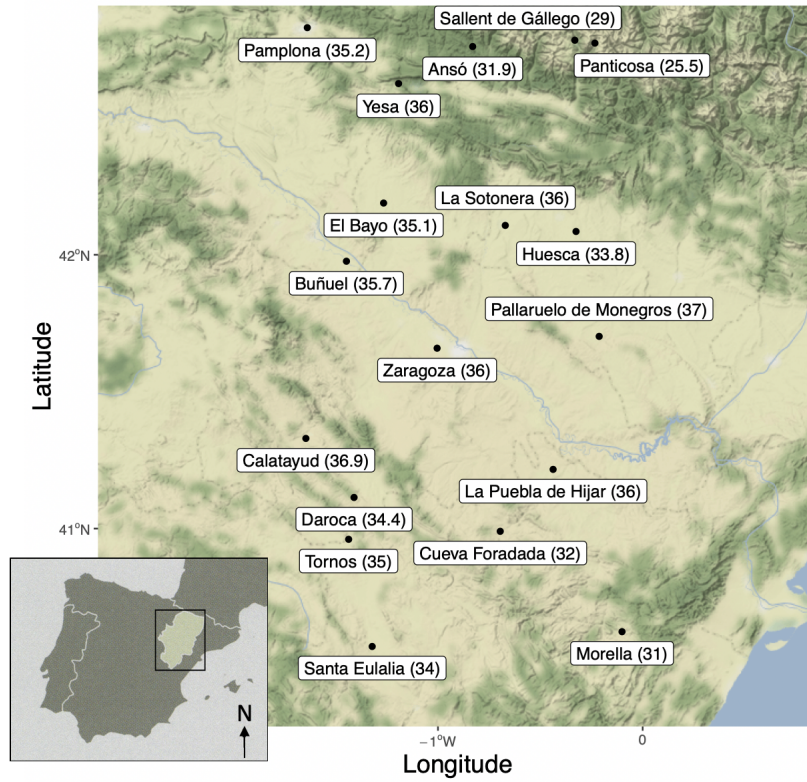 Sallent de Gállego (29)
Pamplona (35.2)
Ansó (31.9)
Panticosa (25.5)
Yesa (36)
La Sotonera (36)
El Bayo (35.1)
Huesca (33.8)
42°N
Buñuel (35.7)
Pallaruelo de Monegros (37)
Latitude
Zaragoza (36)
Calatayud (36.9)
La Puebla de Hijar (36)
Daroca (34.4)
41°N
Cueva Foradada (32)
Tornos (35)
Morella (31)
Santa Eulalia (34)
N
−1°W
0
Longitude